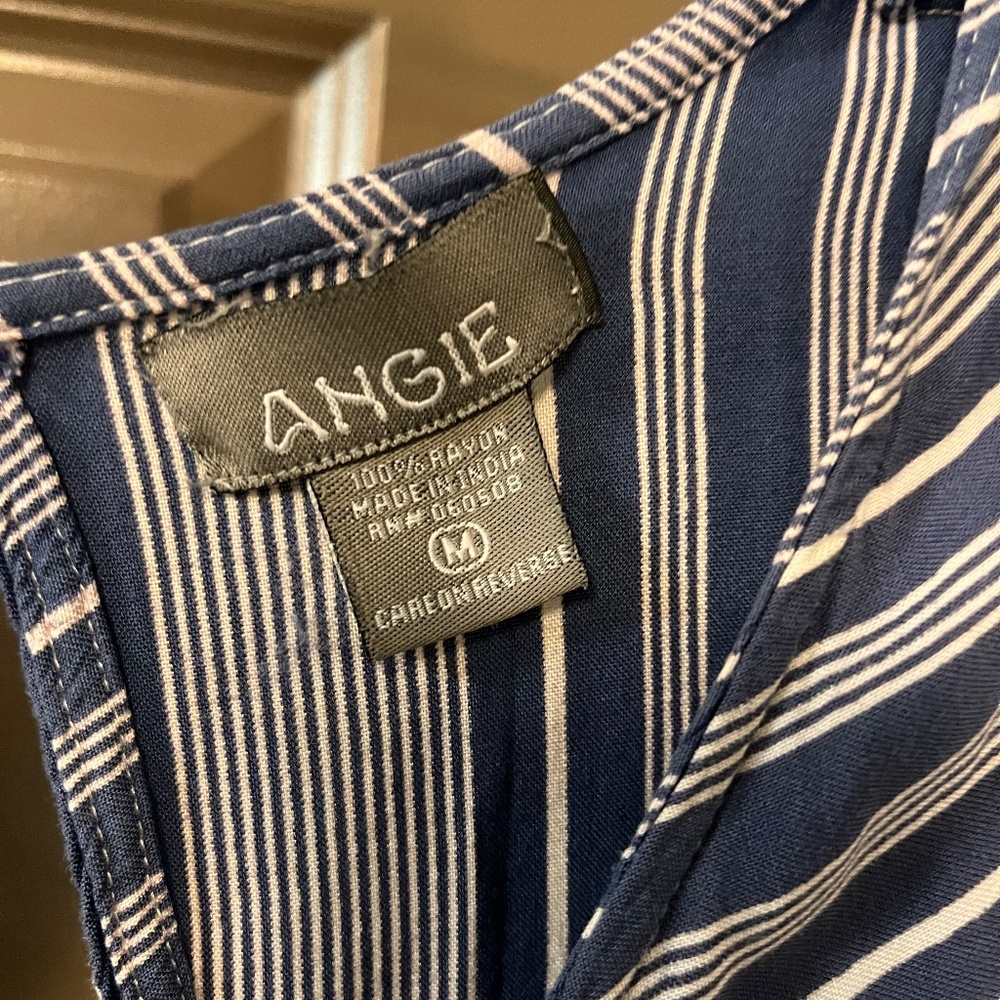 ANGIE
100% RAYON
MADE IN INDIA
RN# 060508
M
CARE ON REVERSE